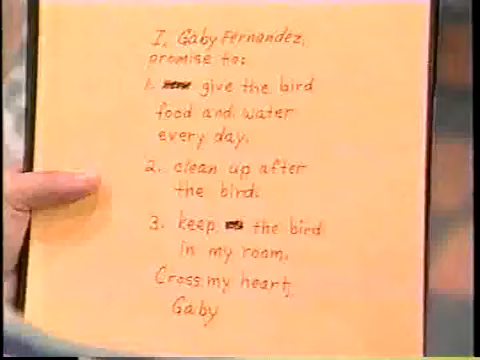 I, Gaby Fernandez,
promise to:
1. give the bird
food and water
every day.
2. clean up after
the bird.
3. keep the bird
in my room.
Cross my heart,
Gaby